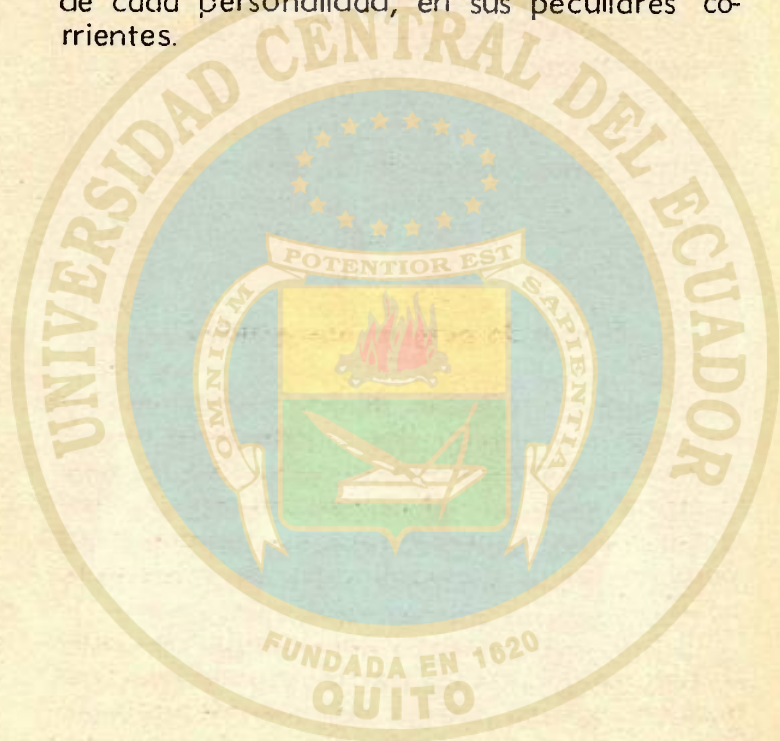 de cada personalidad, en sus peculiares co-
rrientes.
UNIVERSIDAD CENTRAL DEL ECUADOR
OMNIUM POTENTIOR EST SAPIENTIA
FUNDADA EN 1620
QUITO